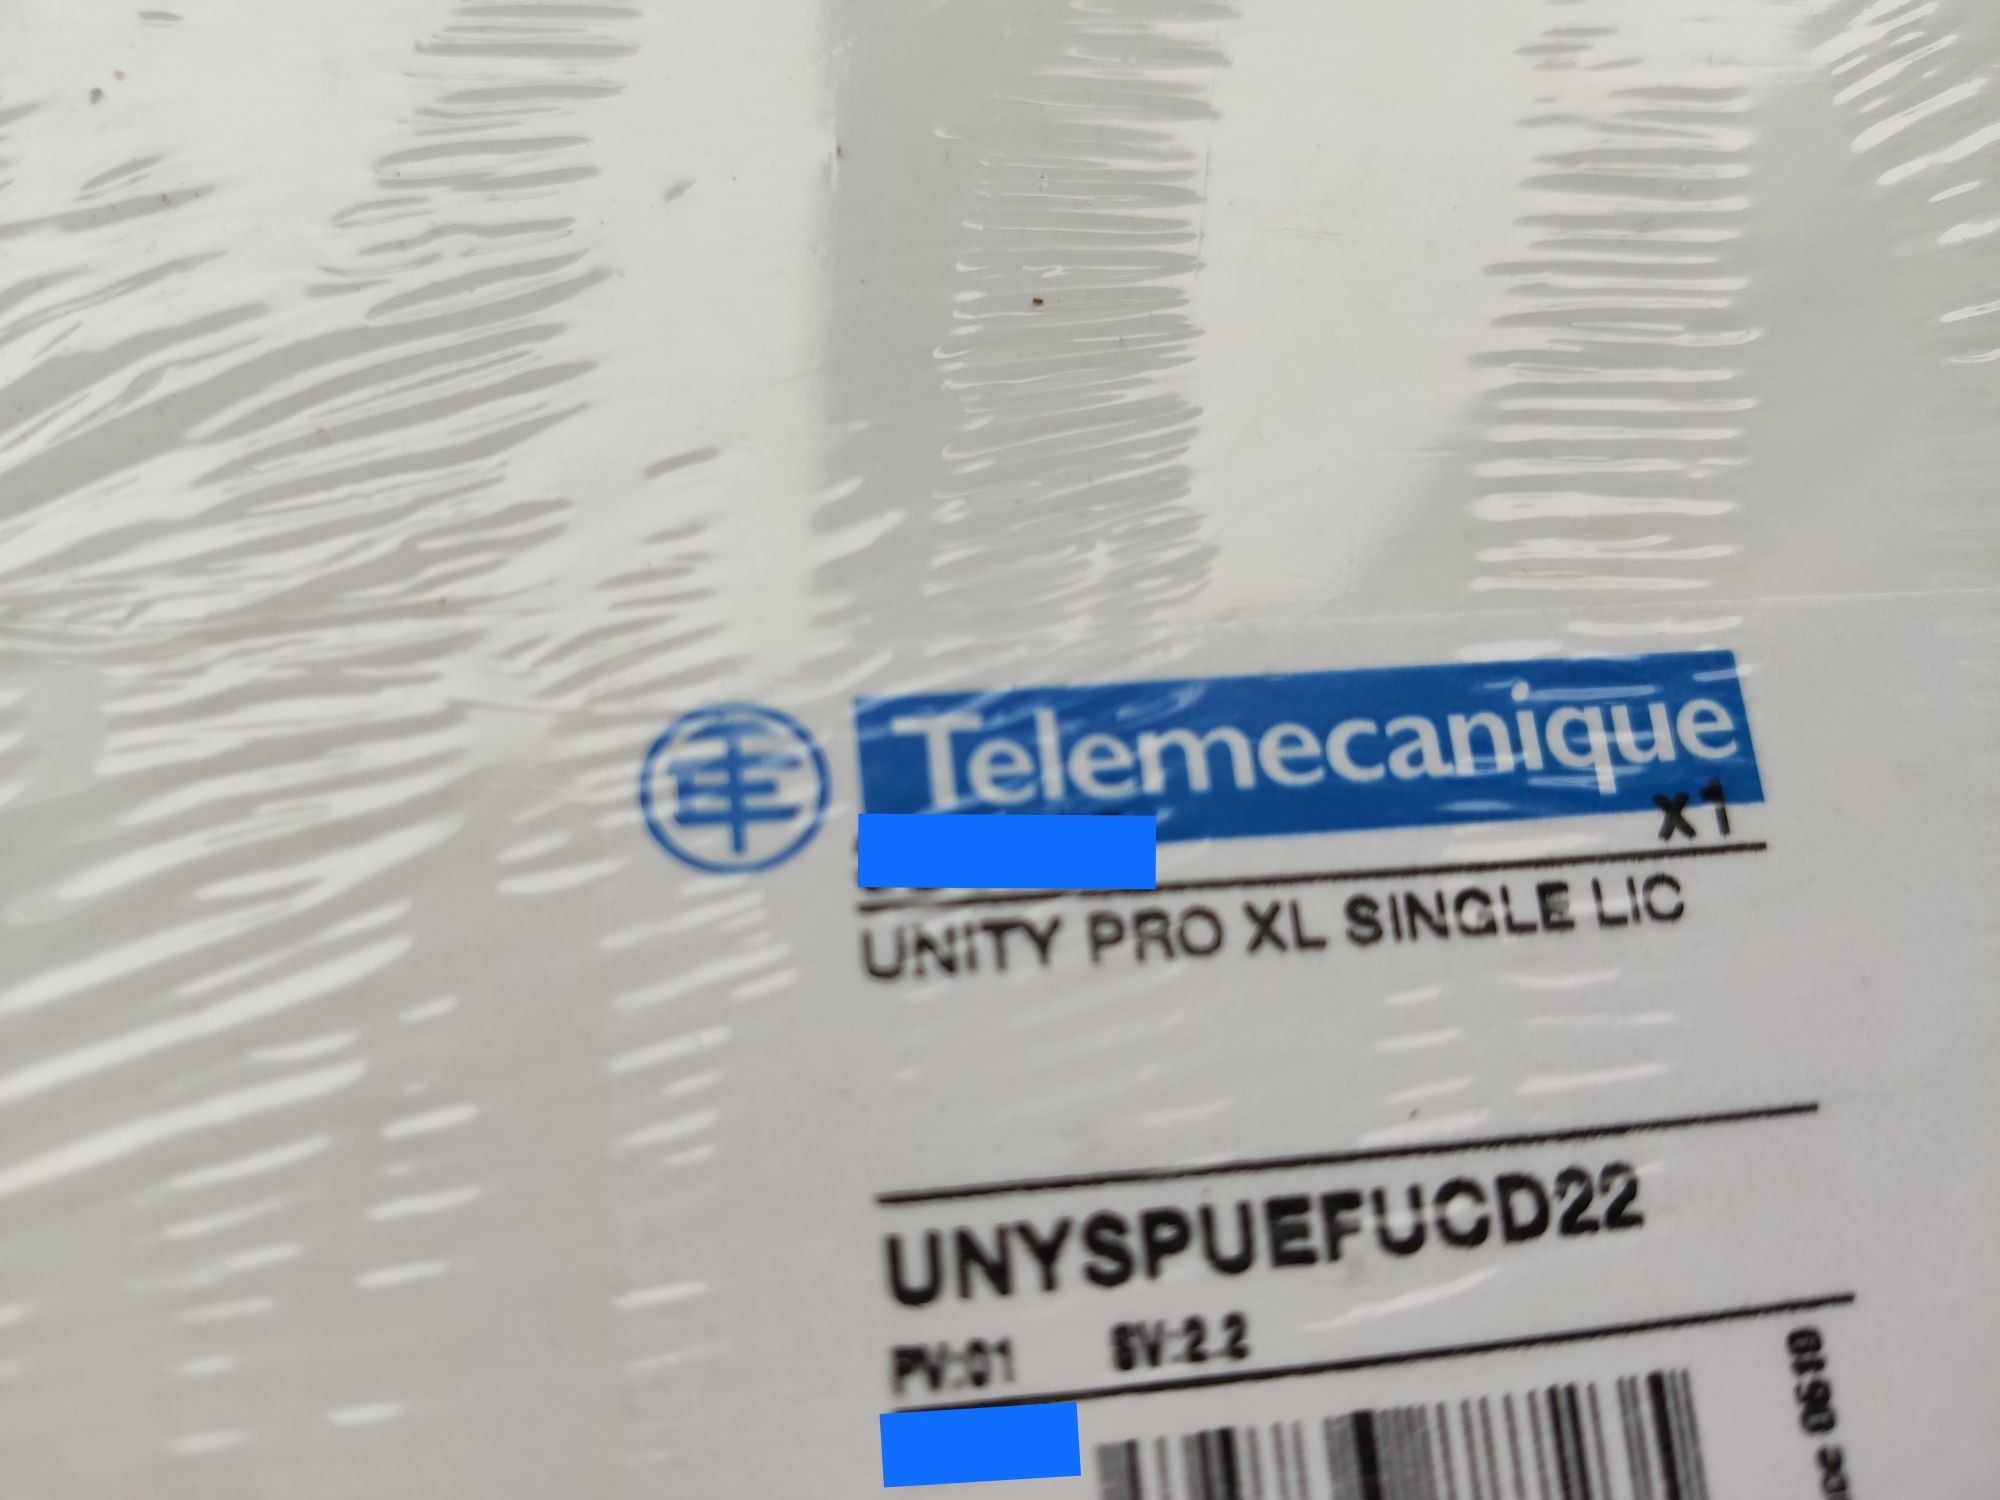 Telemecanique
x1
UNITY PRO XL SINGLE LIC
UNYSPUEFUCD22
PV:01 SV:2.2